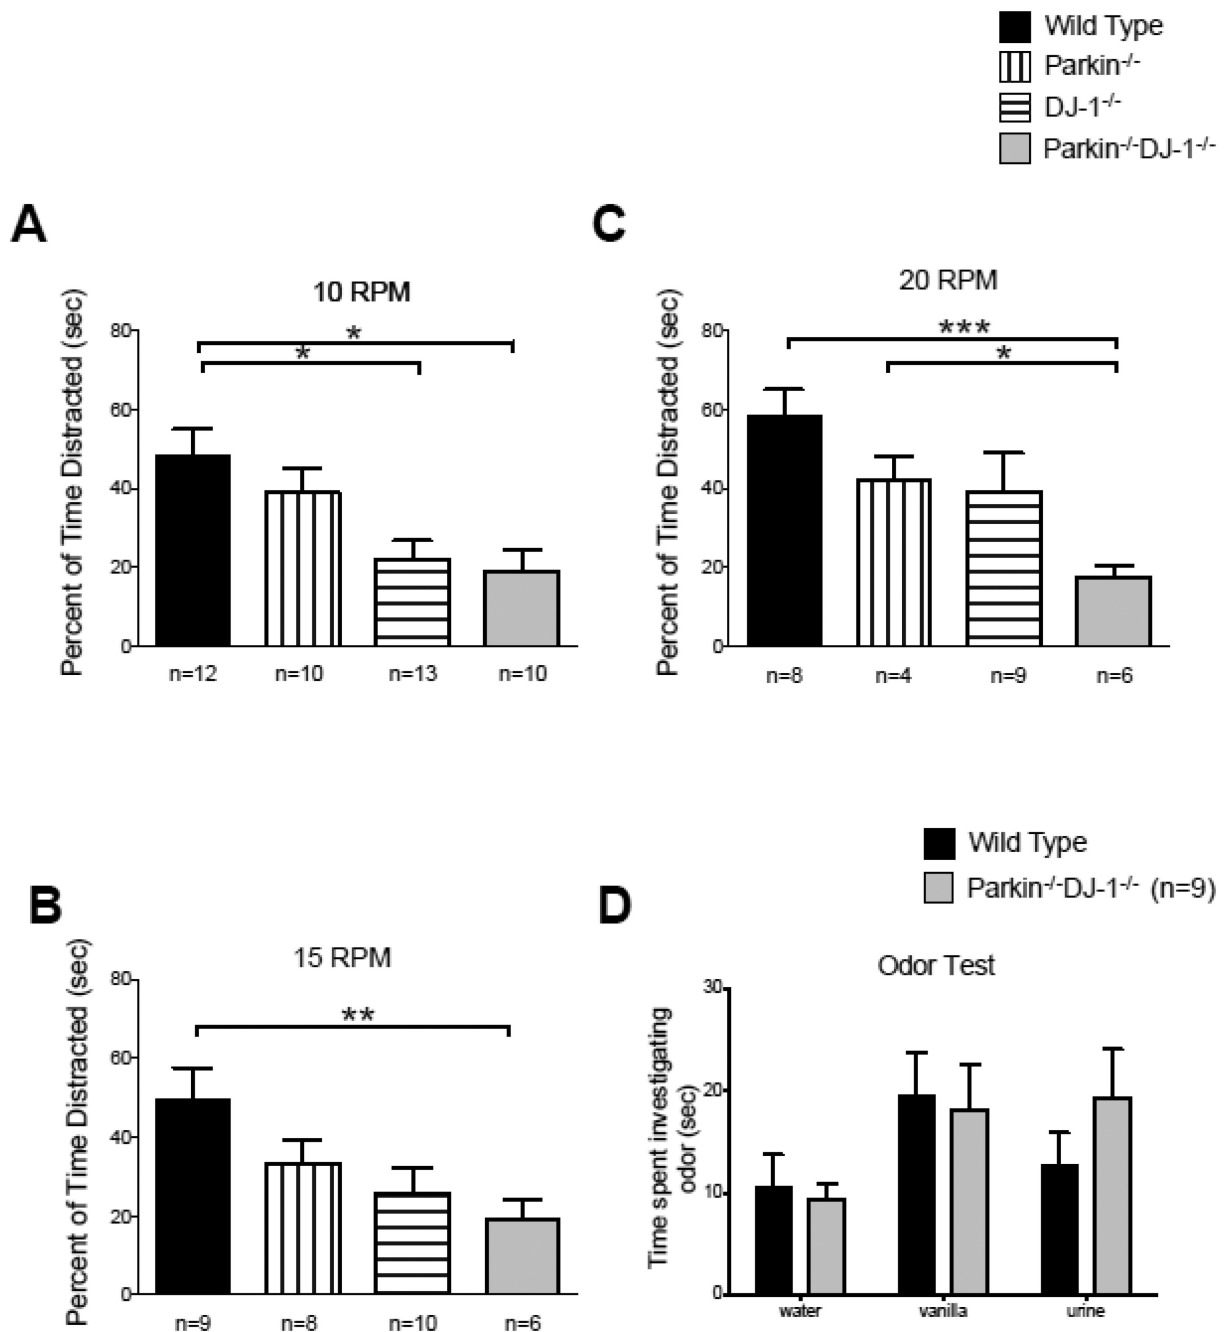 Wild Type
Parkin-/-
DJ-1-/-
Parkin-/-DJ-1-/-
A
10 RPM
Percent of Time Distracted (sec)
80
60
40
20
0
*
*
n=12 n=10 n=13 n=10
C
20 RPM
Percent of Time Distracted (sec)
80
60
40
20
0
***
*
n=8 n=4 n=9 n=6
B
15 RPM
Percent of Time Distracted (sec)
80
60
40
20
0
**
n=9 n=8 n=10 n=6
Wild Type
Parkin-/-DJ-1-/- (n=9)
D
Odor Test
Time spent investigating
odor (sec)
30
20
10
0
water vanilla urine